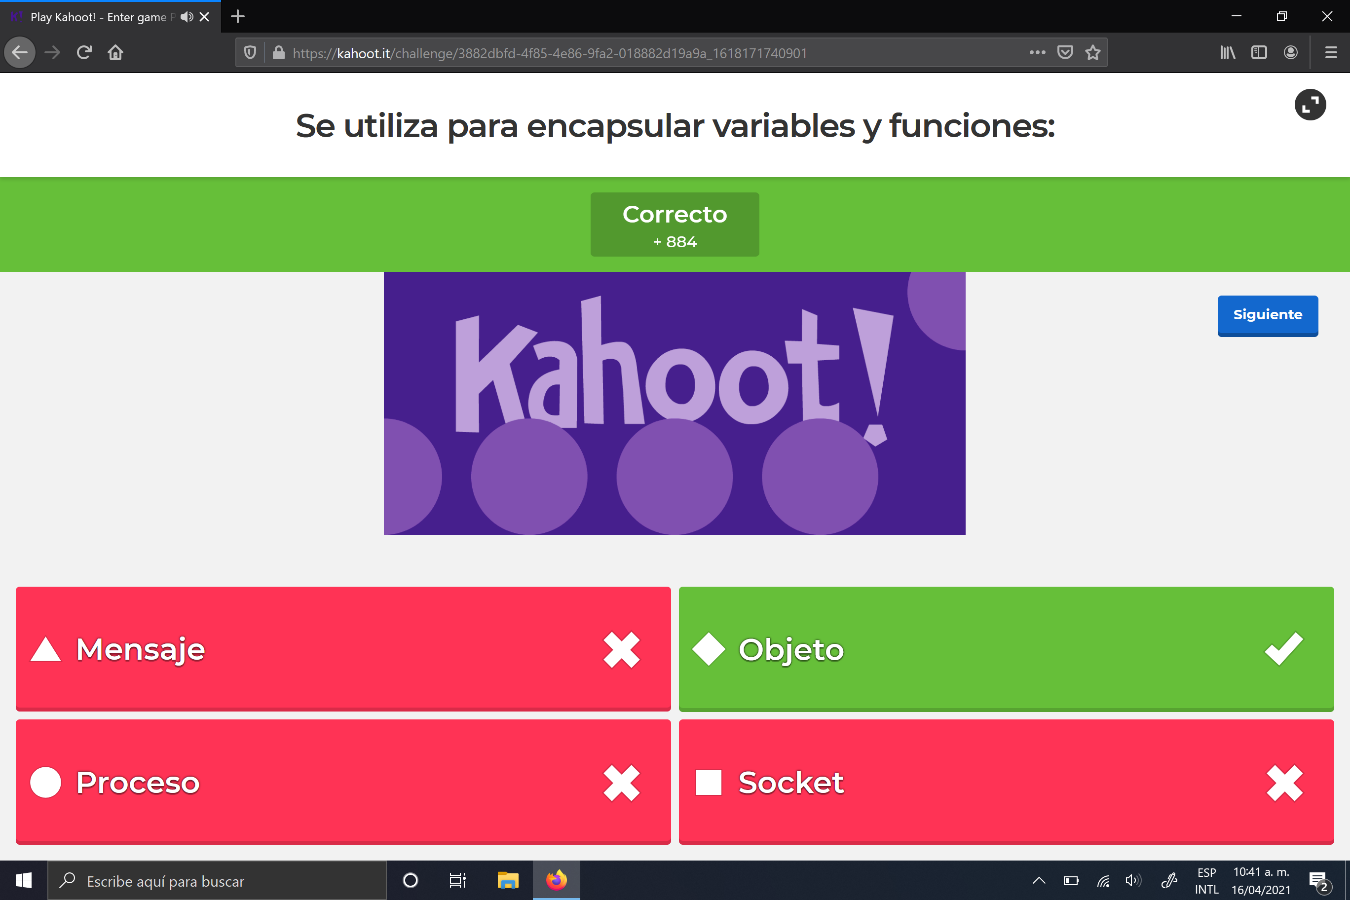 Play Kahoot! - Enter game P
https://kahoot.it/challenge/3882dbfd-4f85-4e86-9fa2-018882d19a9a_1618171740901
Se utiliza para encapsular variables y funciones:
Correcto
+ 884
Kahoot!
Siguiente
Mensaje
Objeto
Proceso
Socket
Escribe aquí para buscar
ESP
INTL
10:41 a. m.
16/04/2021
2